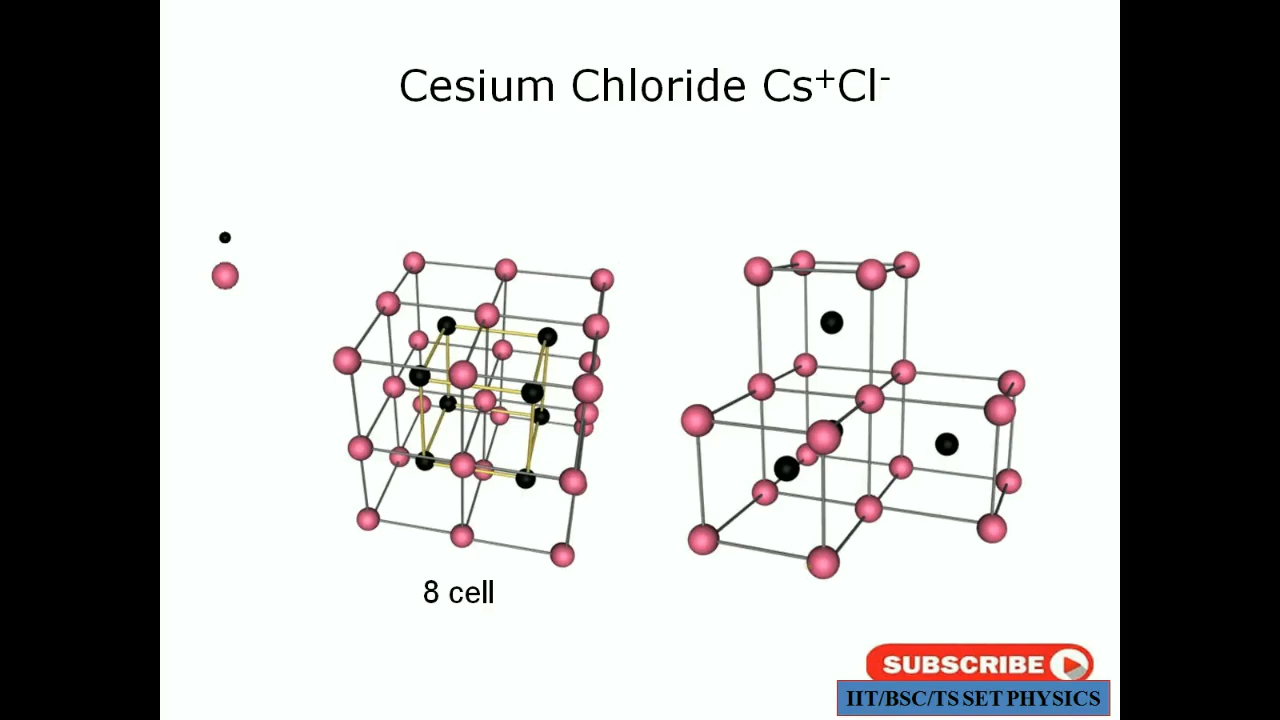 Cesium Chloride Cs⁺Cl⁻
8 cell
SUBSCRIBE
IIT/BSC/TS SET PHYSICS